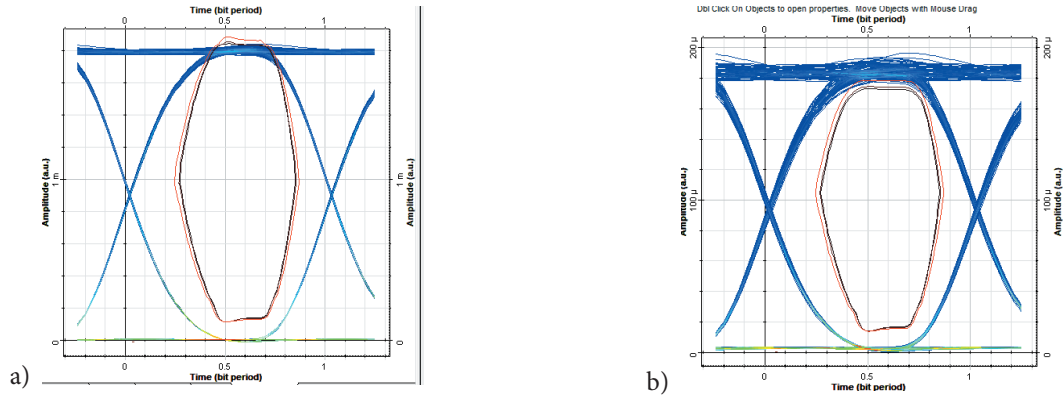 Time (bit period)
0 0.5 1
Amplitude (a.u.)
1 m
0
Amplitude (a.u.)
1 m
0
0 0.5 1
Time (bit period)
a)
Dbl Click On Objects to open properties. Move Objects with Mouse Drag
Time (bit period)
0 0.5 1
Amplitude (a.u.)
200 µ
100 µ
0
Amplitude (a.u.)
200 µ
100 µ
0
0 0.5 1
Time (bit period)
b)